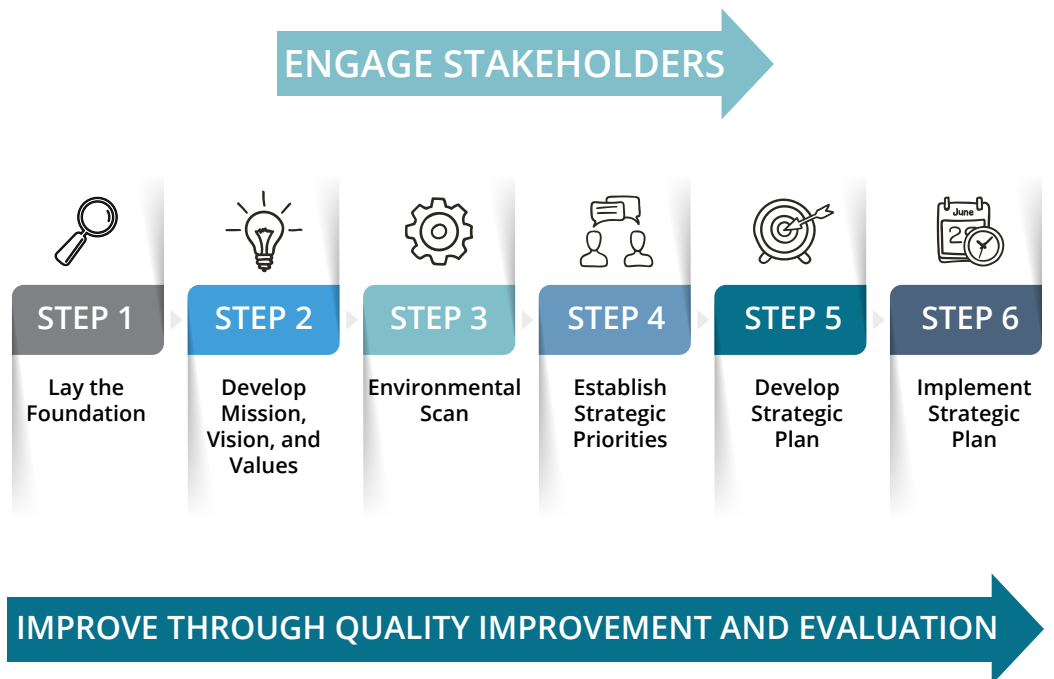 ENGAGE STAKEHOLDERS
June
STEP 1
STEP 2
STEP 3
STEP 4
STEP 5
STEP 6
Lay the
Foundation
Develop
Mission,
Vision, and
Values
Environmental
Scan
Establish
Strategic
Priorities
Develop
Strategic
Plan
Implement
Strategic
Plan
IMPROVE THROUGH QUALITY IMPROVEMENT AND EVALUATION